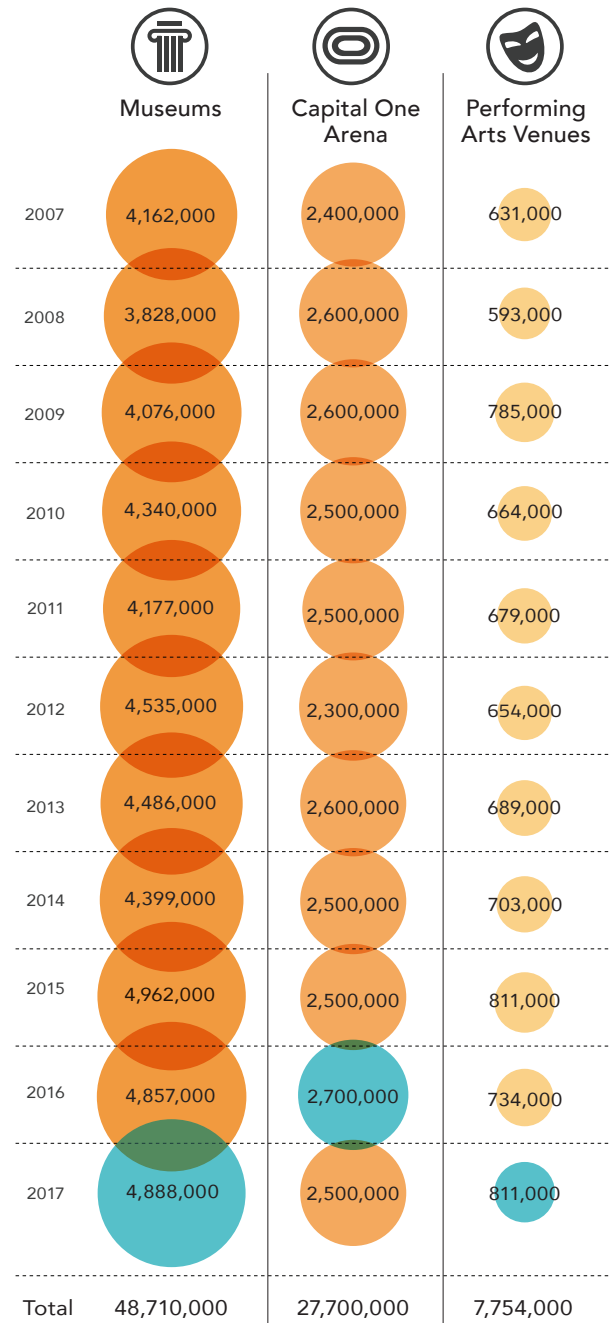 Museums Capital One Arena Performing Arts Venues
2007 4,162,000 2,400,000 631,000
2008 3,828,000 2,600,000 593,000
2009 4,076,000 2,600,000 785,000
2010 4,340,000 2,500,000 664,000
2011 4,177,000 2,500,000 679,000
2012 4,535,000 2,300,000 654,000
2013 4,486,000 2,600,000 689,000
2014 4,399,000 2,500,000 703,000
2015 4,962,000 2,500,000 811,000
2016 4,857,000 2,700,000 734,000
2017 4,888,000 2,500,000 811,000
Total 48,710,000 27,700,000 7,754,000